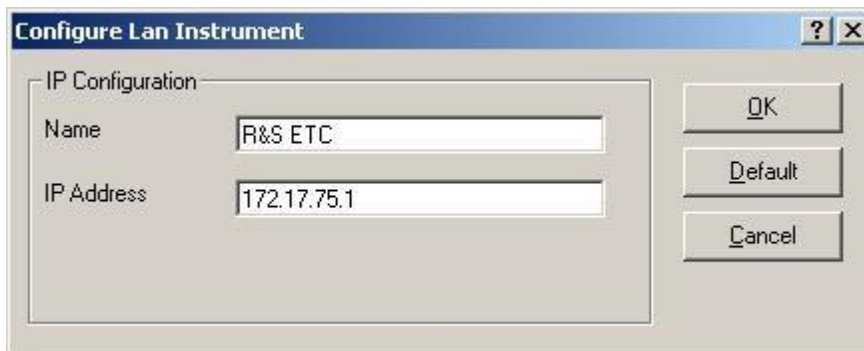 Configure Lan Instrument
IP Configuration
Name
R&S ETC
IP Address
172.17.75.1
OK
Default
Cancel